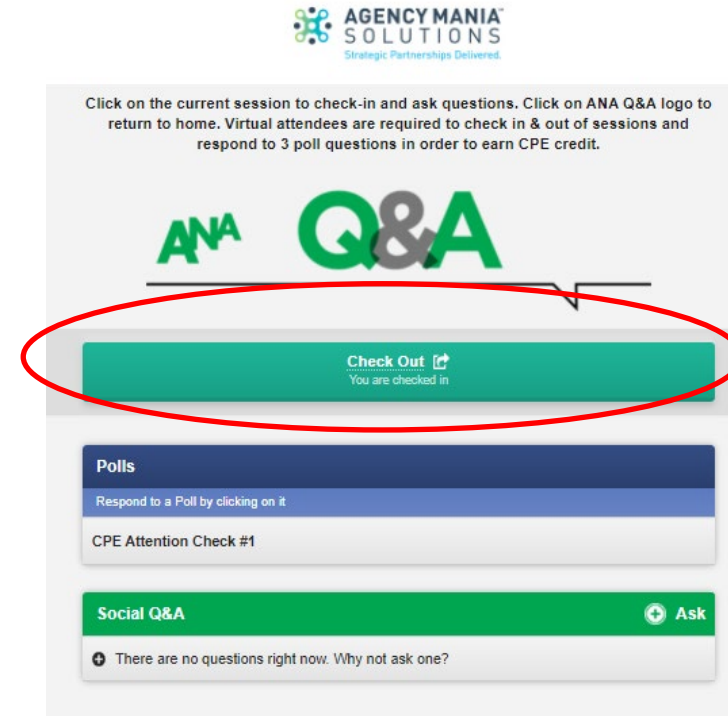 AGENCY MANIA™
SOLUTIONS
Strategic Partnerships Delivered.
Click on the current session to check-in and ask questions. Click on ANA Q&A logo to
return to home. Virtual attendees are required to check in & out of sessions and
respond to 3 poll questions in order to earn CPE credit.
ANA Q&A
Check Out
You are checked in
Polls
Respond to a Poll by clicking on it
CPE Attention Check #1
Social Q&A Ask
There are no questions right now. Why not ask one?